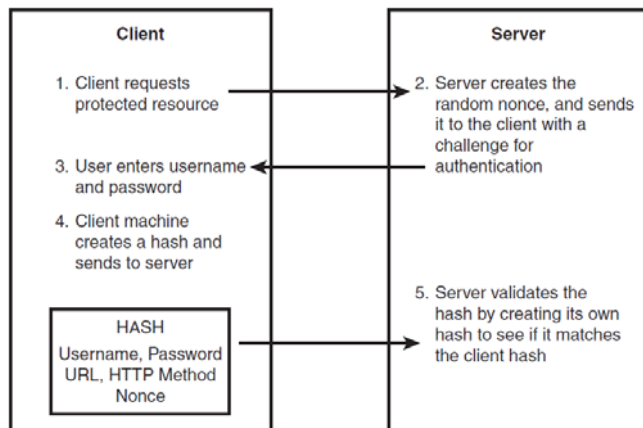 Client
1. Client requests
protected resource
3. User enters username
and password
4. Client machine
creates a hash and
sends to server
HASH
Username, Password
URL, HTTP Method
Nonce
Server
2. Server creates the
random nonce, and sends
it to the client with a
challenge for
authentication
5. Server validates the
hash by creating its own
hash to see if it matches
the client hash